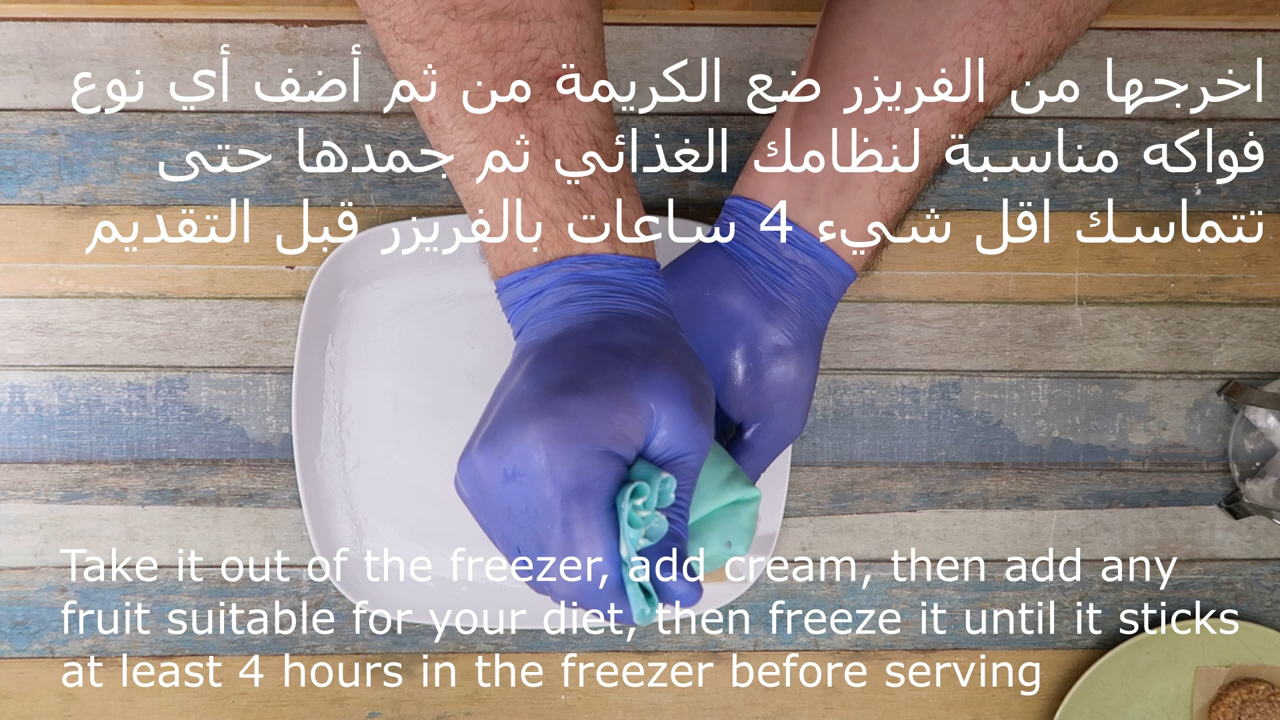 اخرجها من الفريزر ضع الكريمة من ثم أضف أي نوع
فواكه مناسبة لنظامك الغذائي ثم جمدها حتى
تتماسك اقل شيء 4 ساعات بالفريزر قبل التقديم
Take it out of the freezer, add cream, then add any
fruit suitable for your diet, then freeze it until it sticks
at least 4 hours in the freezer before serving